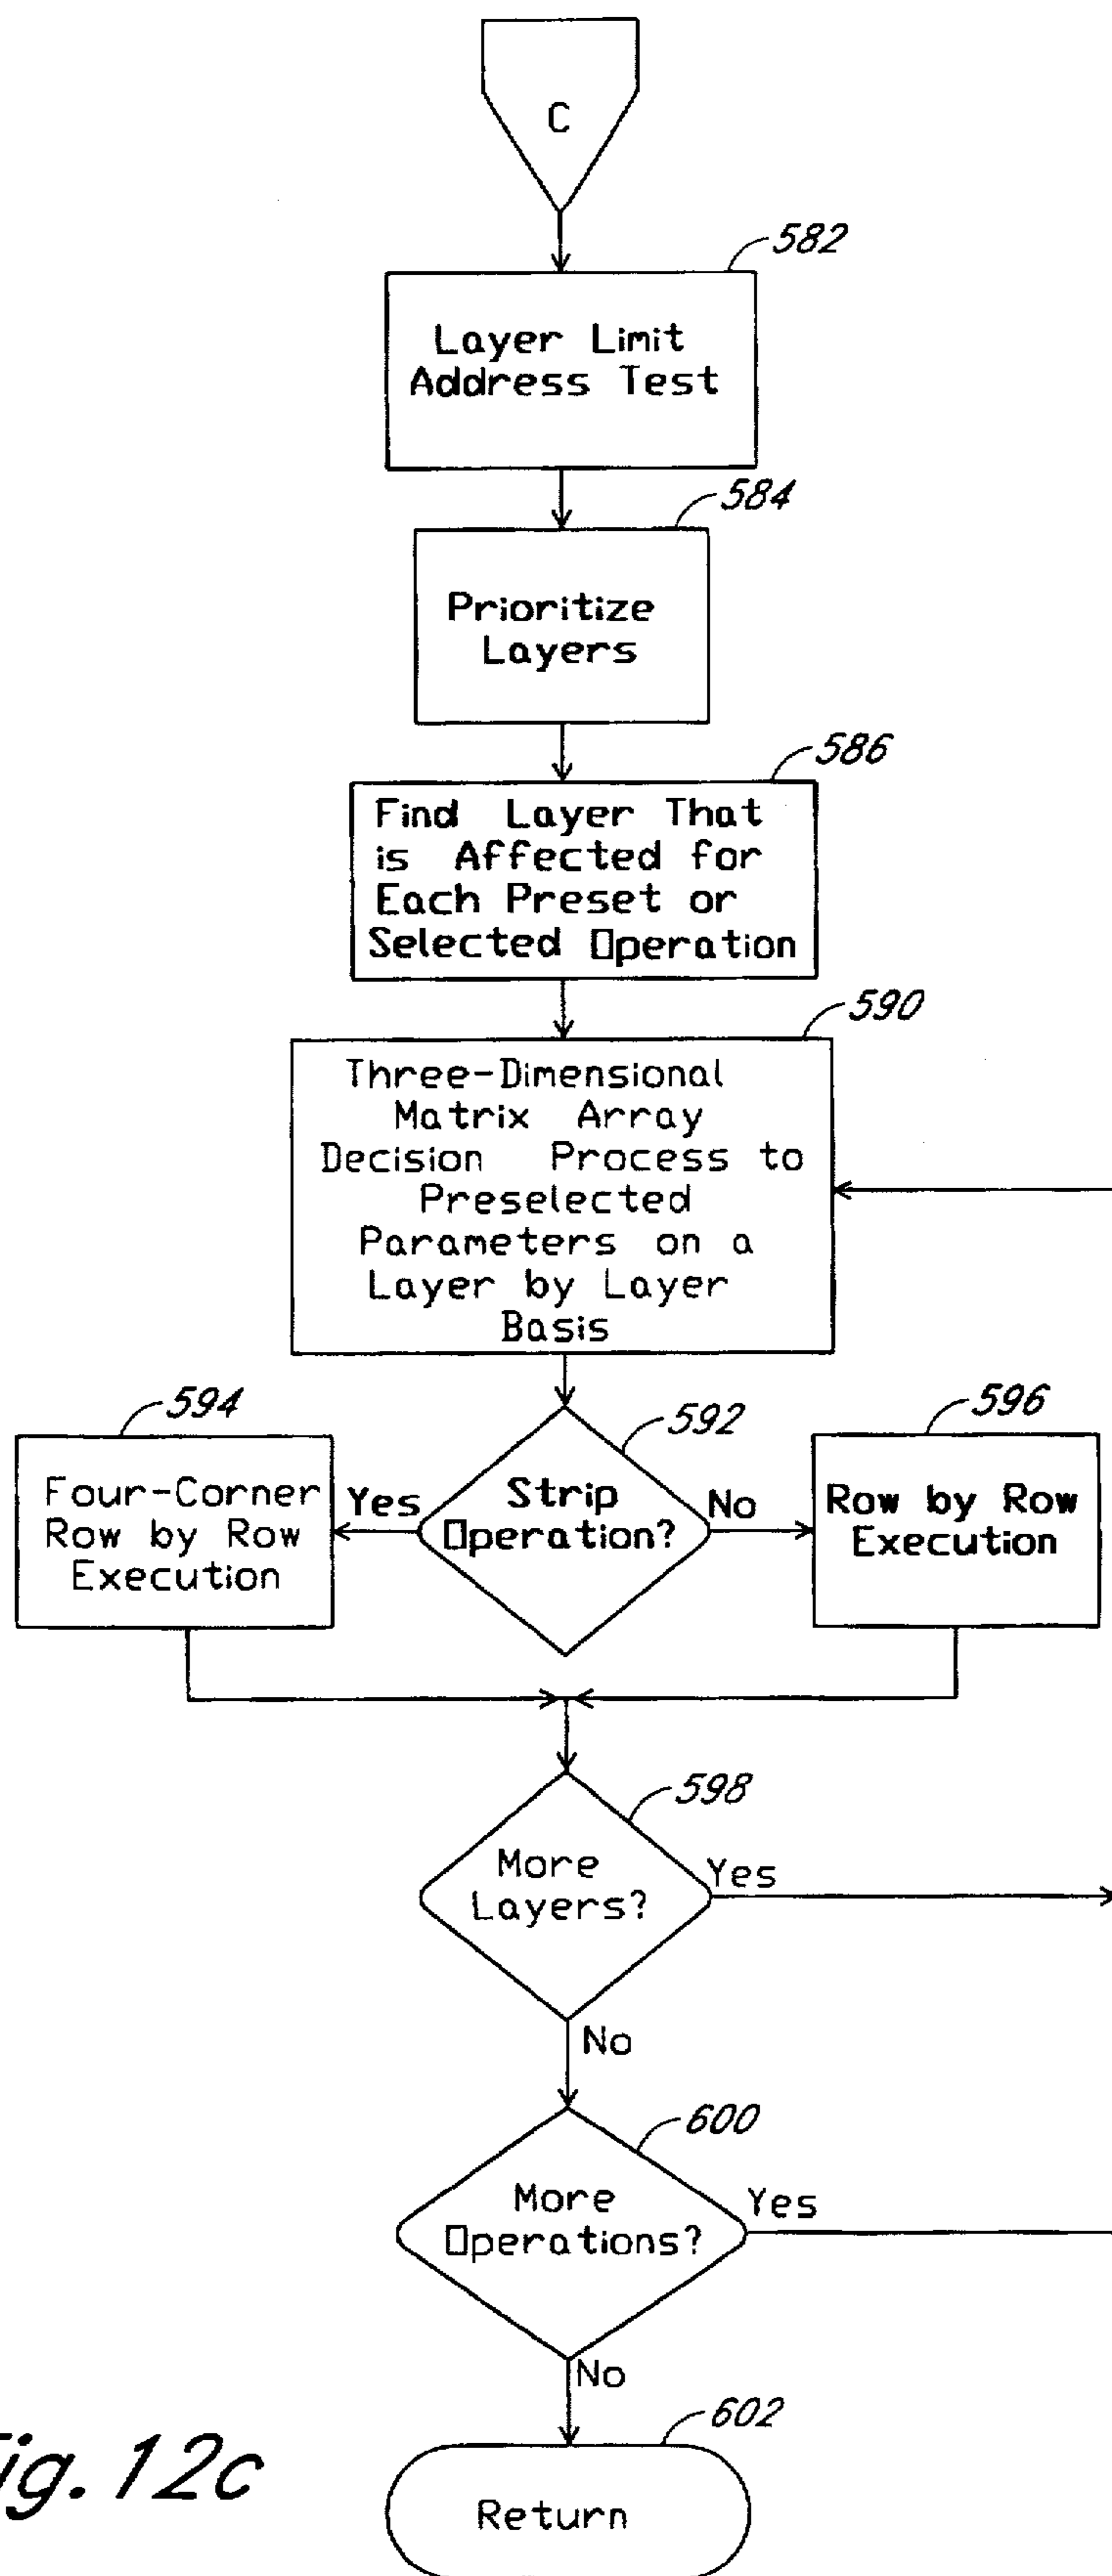 C
582
Layer Limit
Address Test
584
Prioritize
Layers
586
Find Layer That
is Affected for
Each Preset or
Selected Operation
590
Three-Dimensional
Matrix Array
Decision Process to
Preselected
Parameters on a
Layer by Layer
Basis
594
592
596
Four-Corner
Row by Row
Execution
Yes
Strip
Operation?
No
Row by Row
Execution
598
More
Layers?
Yes
No
600
More
Operations?
Yes
No
602
Return
ig. 12c